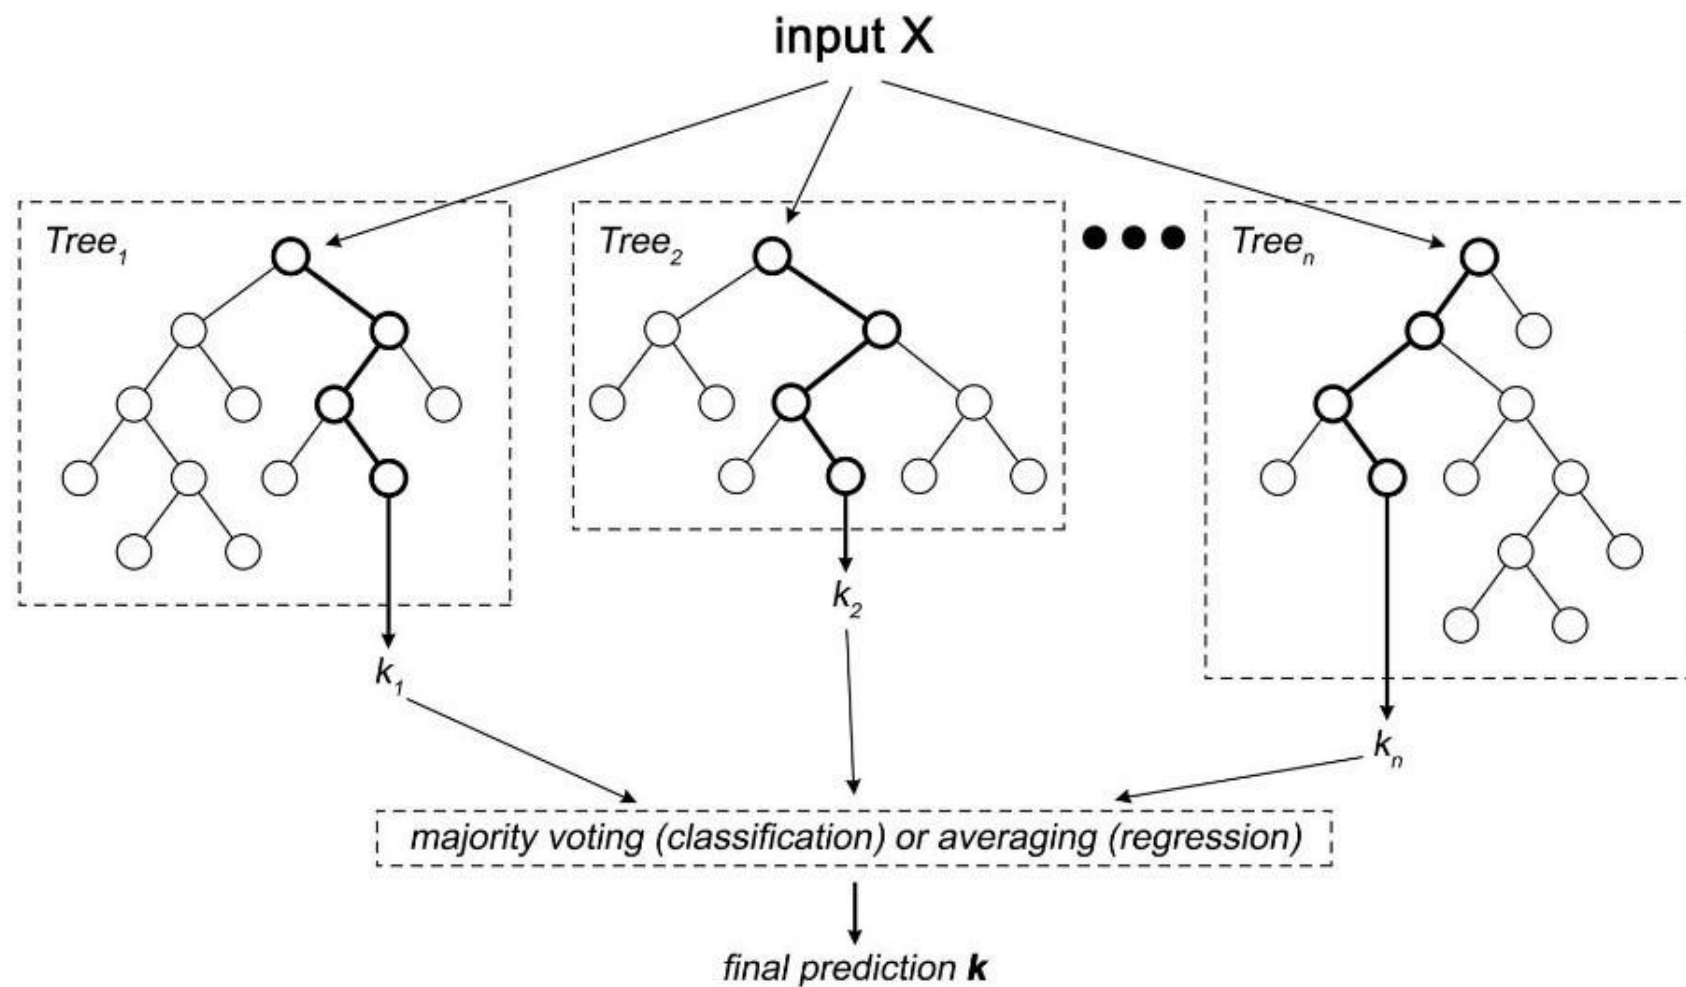 input X
Tree₁
Tree₂
Treeₙ
k₂
k₁
kₙ
majority voting (classification) or averaging (regression)
final prediction k